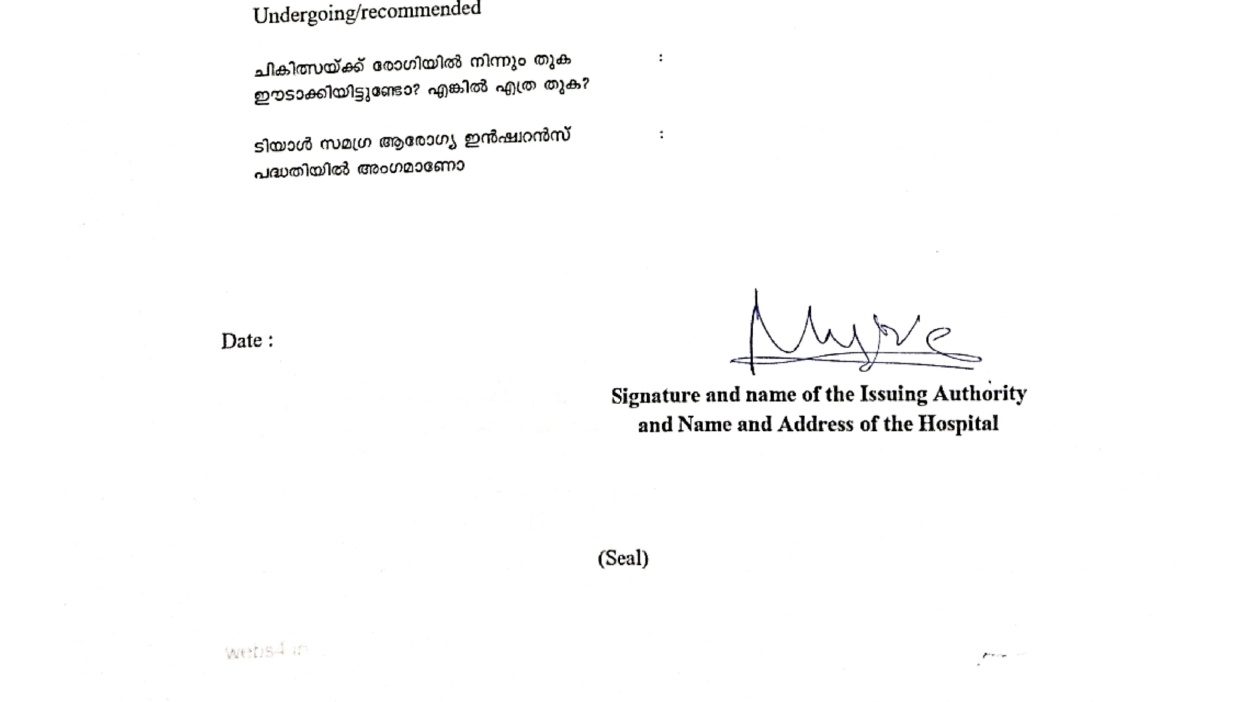 Undergoing/recommended
ചികിത്സയ്ക്ക് രോഗിയിൽ നിന്നും തുക :
ഈടാക്കിയിട്ടുണ്ടോ? എങ്കിൽ എത്ര തുക?
ടിയാൾ സമഗ്ര ആരോഗ്യ ഇൻഷ്വറൻസ് :
പദ്ധതിയിൽ അംഗമാണോ
Date :
Signature and name of the Issuing Authority
and Name and Address of the Hospital
(Seal)